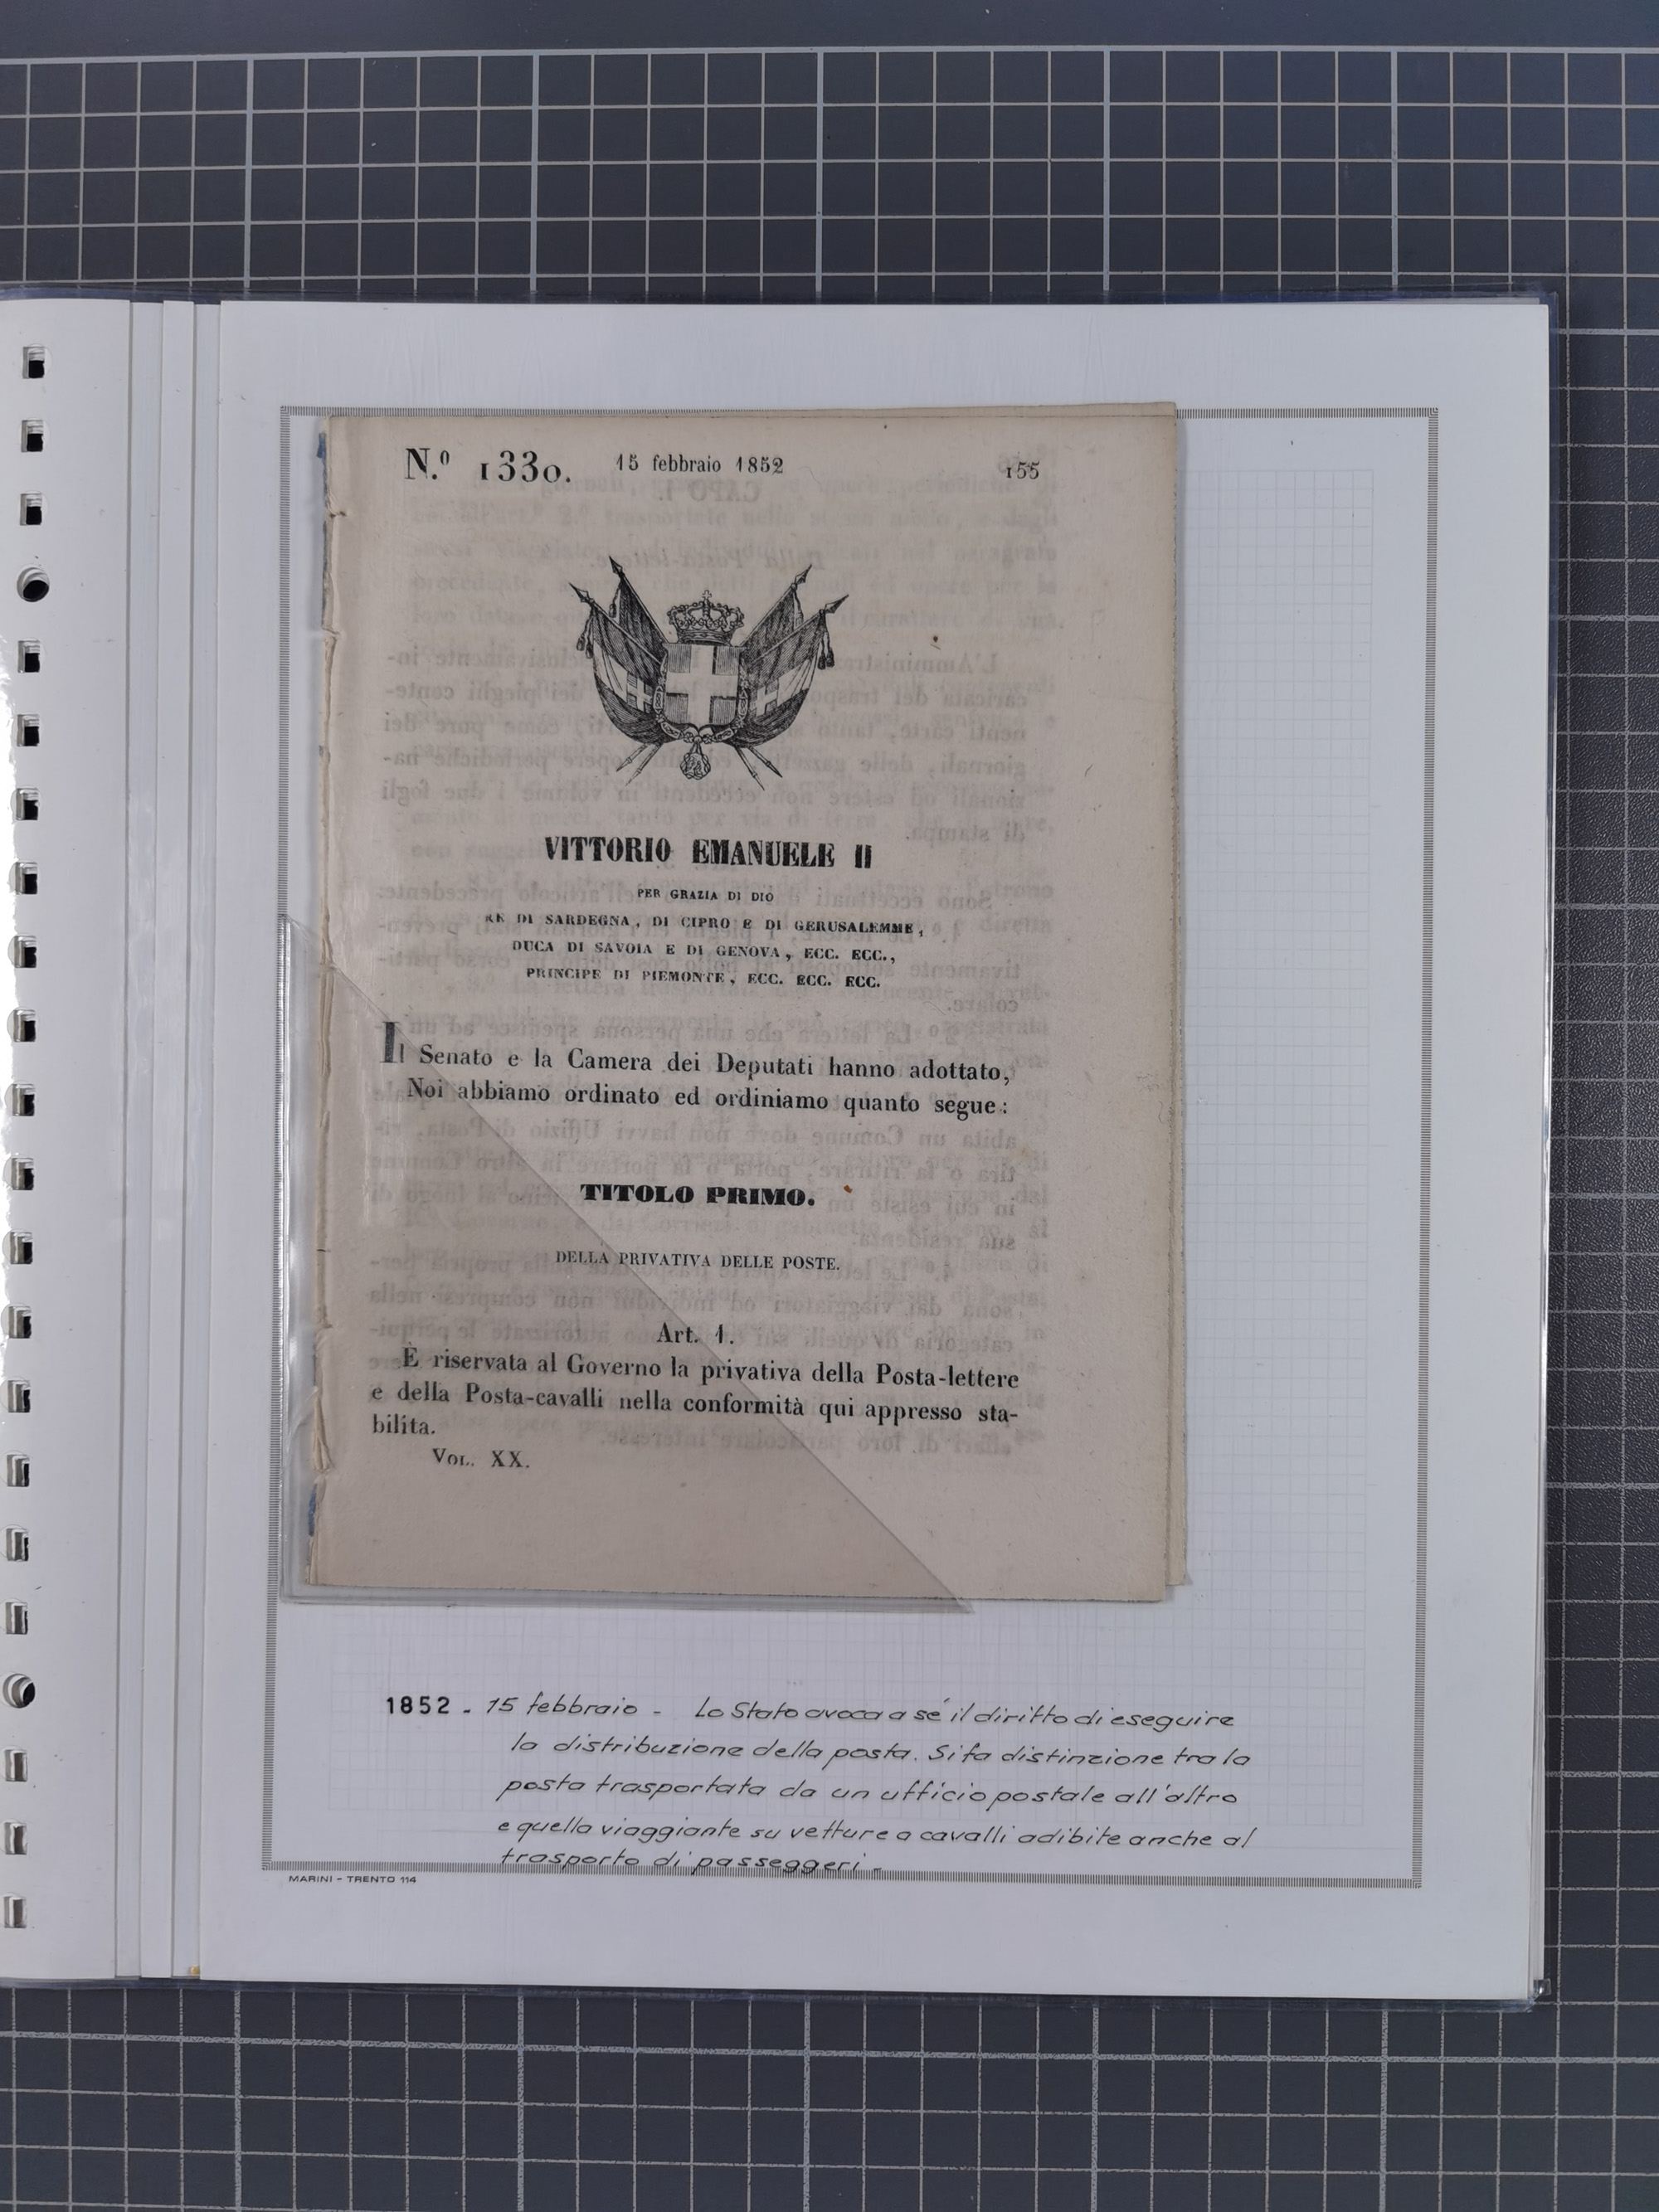 N.º 1330.   15 febbraio 1852   155
VITTORIO EMANUELE II
PER GRAZIA DI DIO
RE DI SARDEGNA, DI CIPRO E DI GERUSALEMME,
DUCA DI SAVOIA E DI GENOVA, ECC. ECC.,
PRINCIPE DI PIEMONTE, ECC. ECC. ECC.
Il Senato e la Camera dei Deputati hanno adottato,
Noi abbiamo ordinato ed ordiniamo quanto segue:
TITOLO PRIMO.
DELLA PRIVATIVA DELLE POSTE.
Art. 1.
È riservata al Governo la privativa della Posta-lettere
e della Posta-cavalli nella conformità qui appresso sta-
bilita.
VOL. XX.
1852 - 15 febbraio - Lo Stato avoca a sé il diritto di eseguire
la distribuzione della posta. Si fa distinzione tra la
posta trasportata da un ufficio postale all'altro
e quella viaggiante su vetture a cavalli adibite anche al
trasporto di passeggeri -
MARINI - TRENTO 114